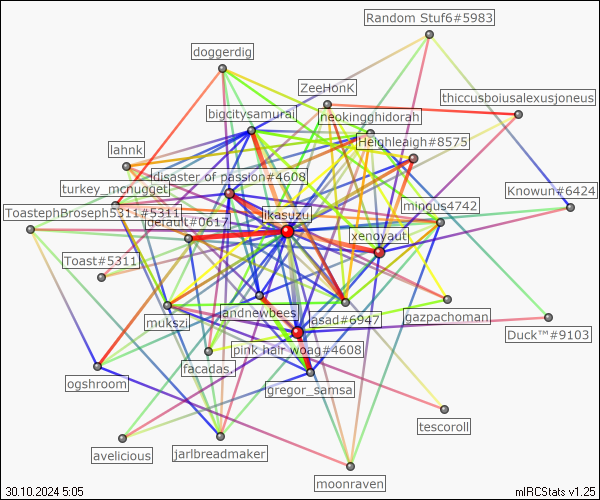 Random Stuf6#5983
doggerdig
ZeeHonK
thiccusboiusalexusjoneus
bigcitysamurai
neokingghidorah
Heighleaigh#8575
lahnk
disaster of passion#4608
turkey_mcnugget
Knowun#6424
ToastephBroseph5311#5311
ikasuzu
mingus4742
default#0617
xenoyaut
Toast#5311
andnewbees
asad#6947
gazpachoman
mukszi
Duck™#9103
pink hair woag#4608
facadas.
ogshroom
gregor_samsa
tescoroll
avelicious
jarlbreadmaker
moonraven
30.10.2024 5:05
mIRCStats v1.25